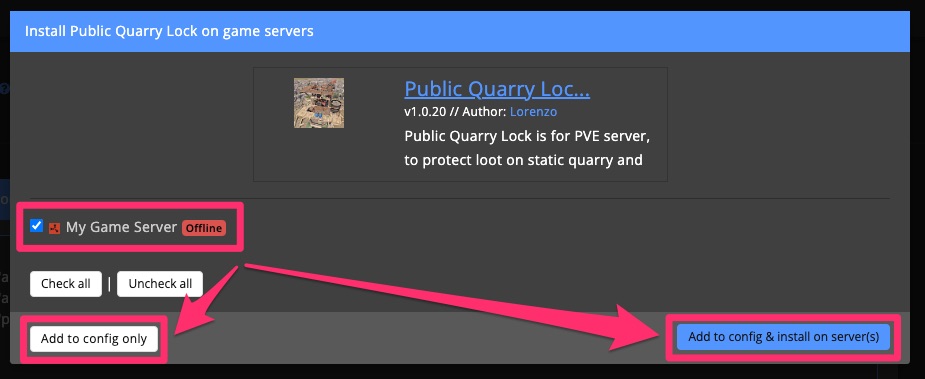 Install Public Quarry Lock on game servers
Public Quarry Loc...
v1.0.20 // Author: Lorenzo
Public Quarry Lock is for PVE server,
to protect loot on static quarry and
My Game Server Offline
Check all | Uncheck all
Add to config only
Add to config & install on server(s)